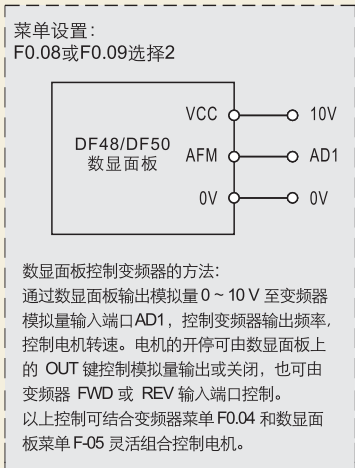 菜单设置：
F0.08或F0.09选择2
VCC 10V
DF48/DF50 AFM AD1
数显面板
0V 0V
数显面板控制变频器的方法：
通过数显面板输出模拟量0 ~ 10 V 至变频器
模拟量输入端口AD1，控制变频器输出频率，
控制电机转速。电机的开停可由数显面板上
的 OUT 键控制模拟量输出或关闭，也可由
变频器 FWD 或 REV 输入端口控制。
以上控制可结合变频器菜单 F0.04 和数显面
板菜单 F-05 灵活组合控制电机。